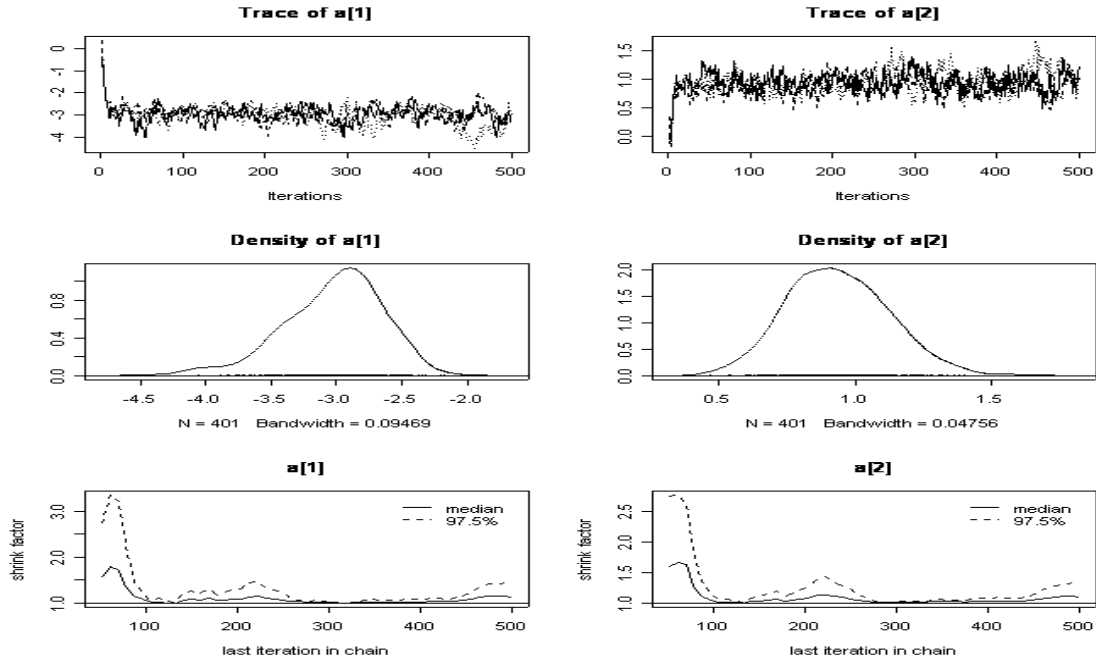 Trace of a[1]
0
-1
-2
-3
-4
0 100 200 300 400 500
Iterations
Trace of a[2]
1.5
1.0
0.5
0.0
0 100 200 300 400 500
Iterations
Density of a[1]
0.8
0.4
0.0
-4.5 -4.0 -3.5 -3.0 -2.5 -2.0
N = 401 Bandwidth = 0.09469
Density of a[2]
2.0
1.5
1.0
0.5
0.0
0.5 1.0 1.5
N = 401 Bandwidth = 0.04756
a[1]
shrink factor
3.0
2.0
1.0
median
97.5%
100 200 300 400 500
last iteration in chain
a[2]
shrink factor
2.5
2.0
1.5
1.0
median
97.5%
100 200 300 400 500
last iteration in chain